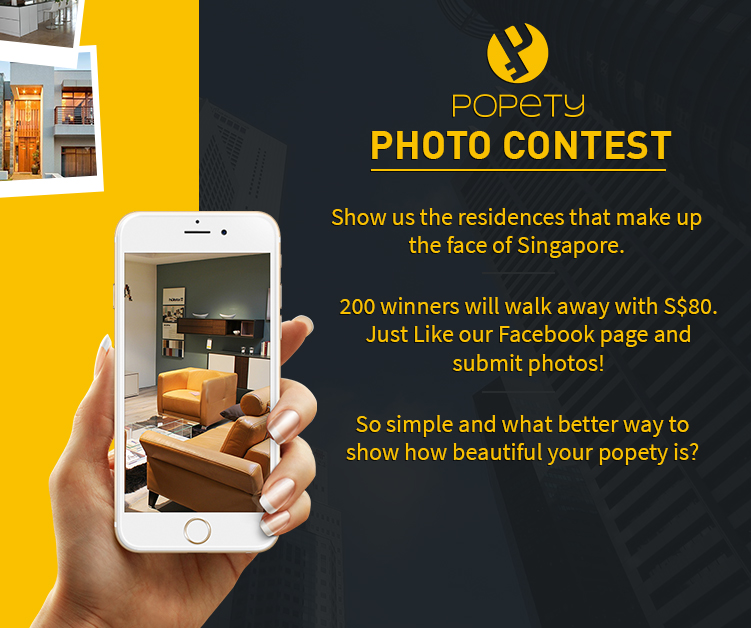 POPETY
PHOTO CONTEST
Show us the residences that make up
the face of Singapore.
200 winners will walk away with S$80.
Just Like our Facebook page and
submit photos!
So simple and what better way to
show how beautiful your popety is?